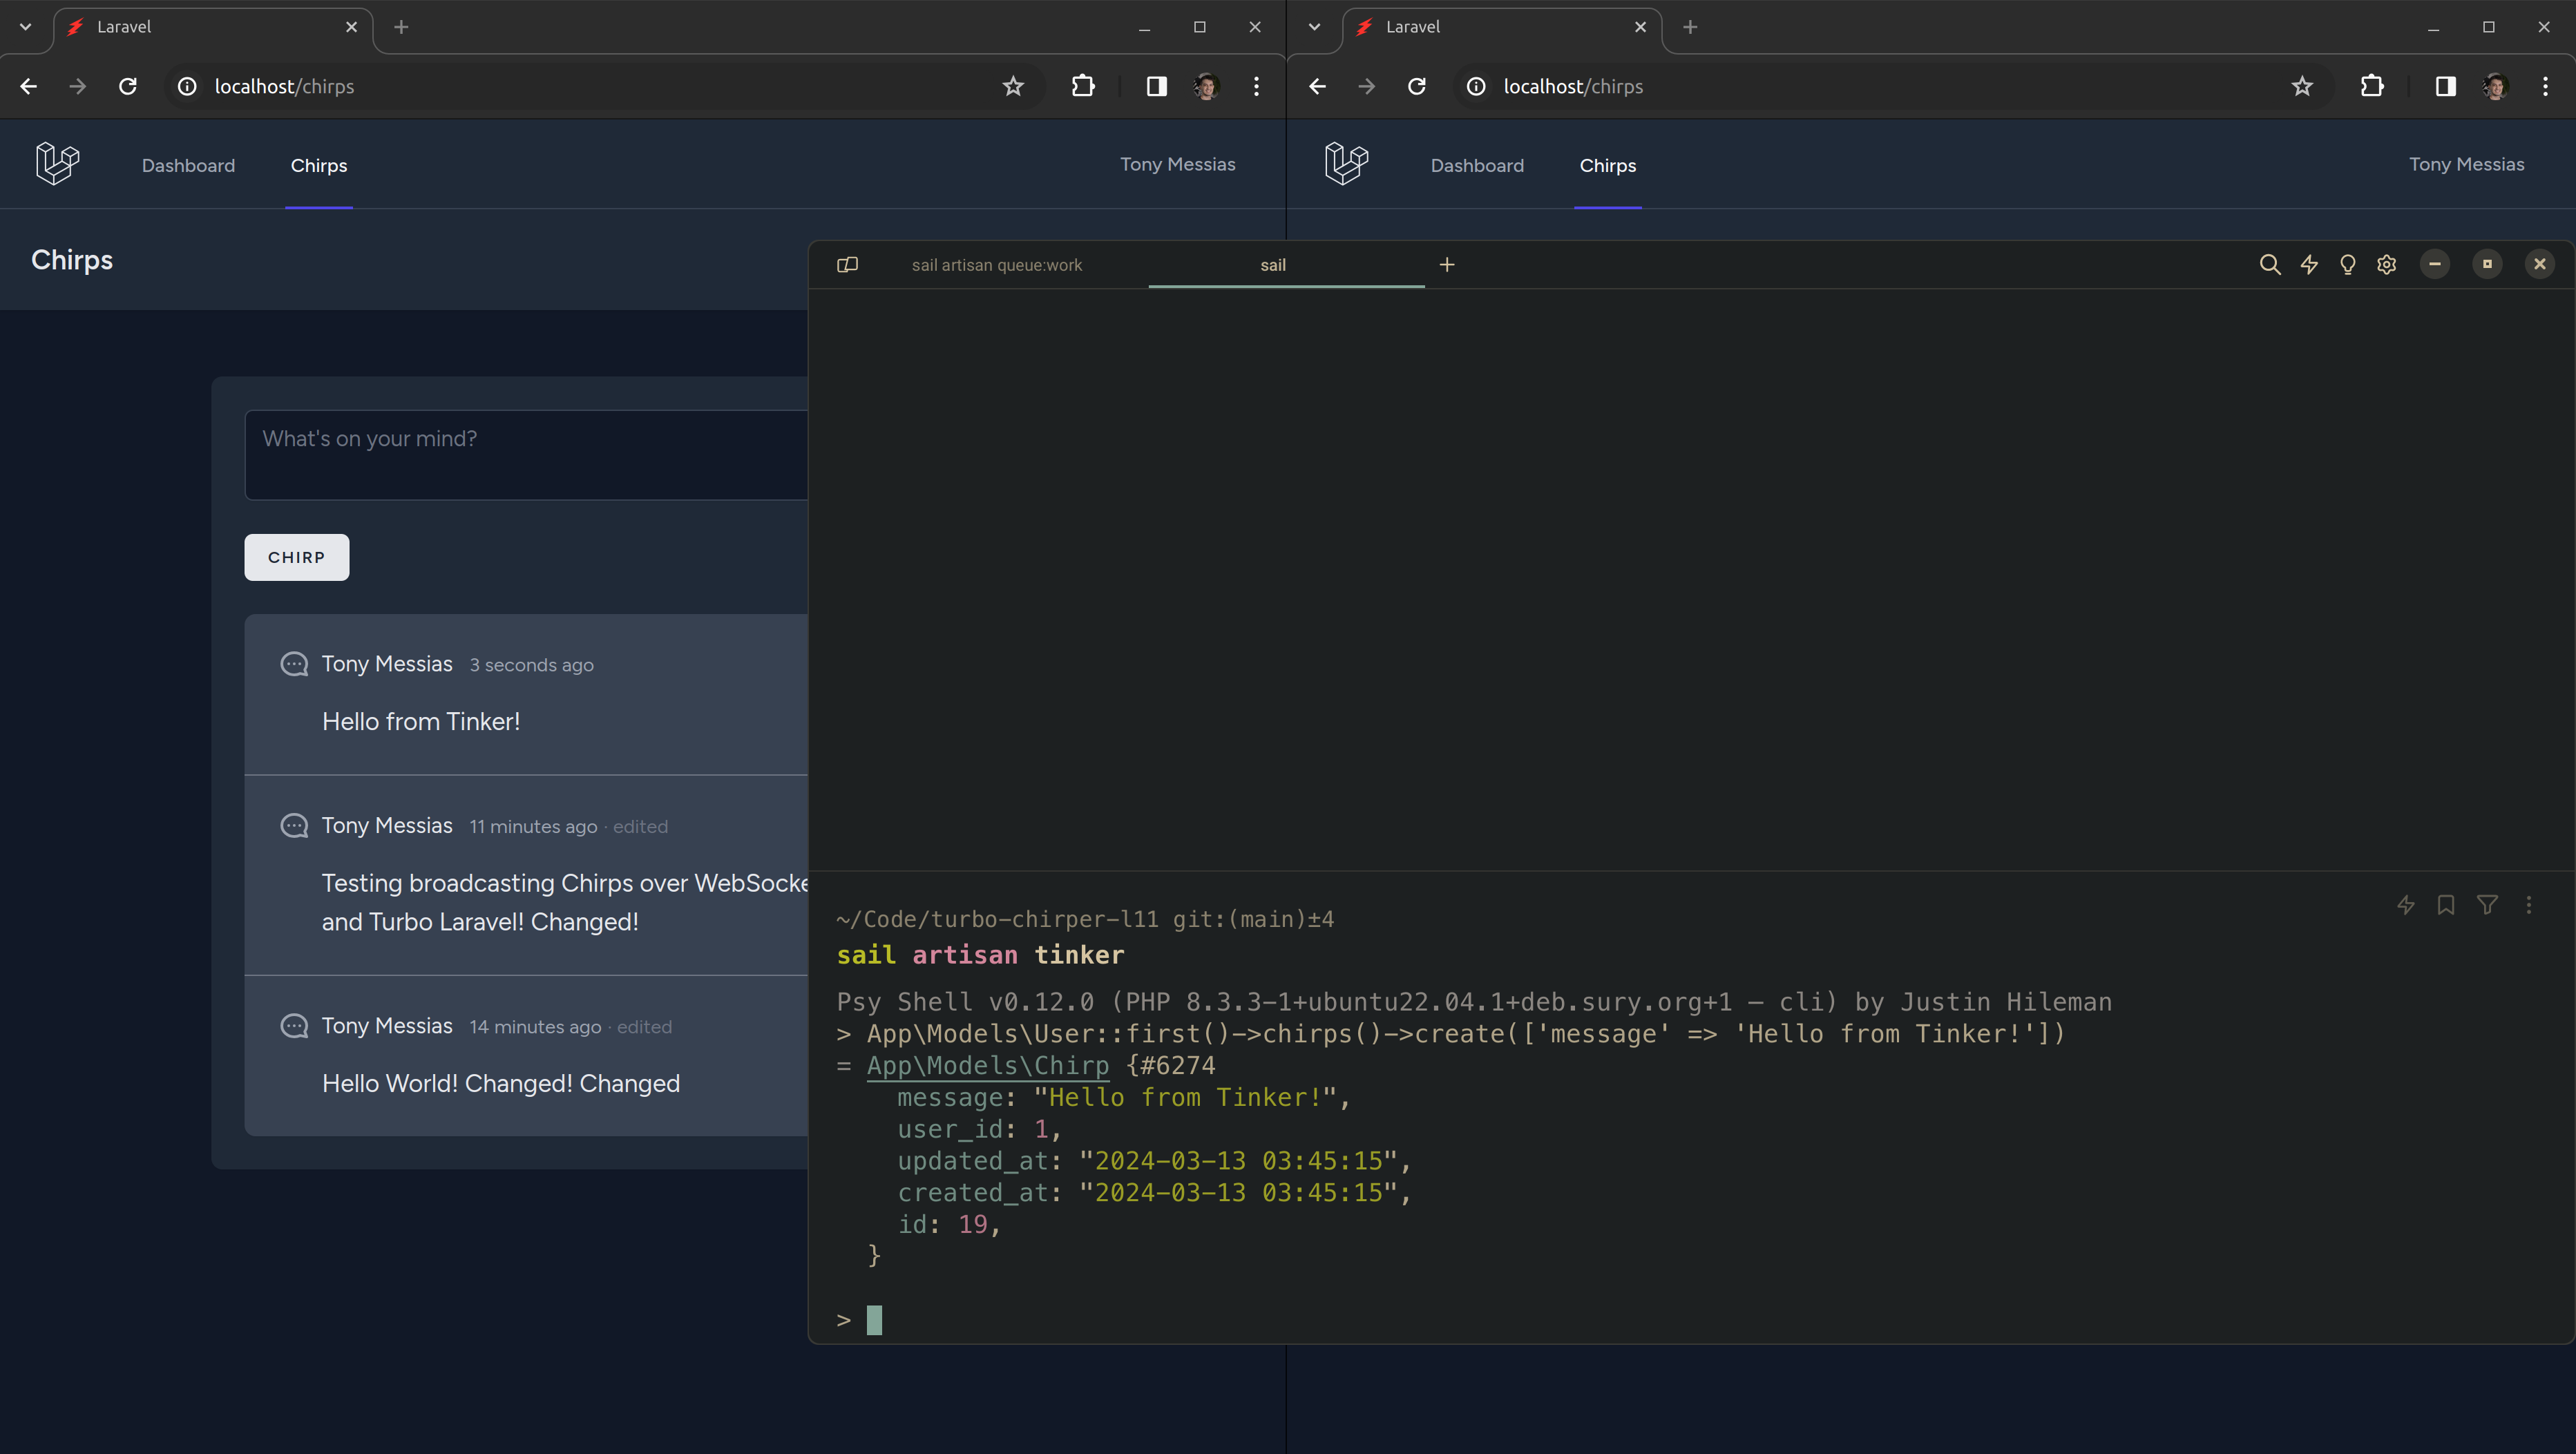 Laravel
localhost/chirps
Dashboard
Chirps
Tony Messias
Chirps
What's on your mind?
CHIRP
Tony Messias 3 seconds ago
Hello from Tinker!
Tony Messias 11 minutes ago · edited
Testing broadcasting Chirps over
and Turbo Laravel! Changed!
Tony Messias 14 minutes ago · edited
Hello World! Changed! Changed
Laravel
localhost/chirps
Dashboard
Chirps
Tony Messias
sail artisan queue:work
sail
~/Code/turbo-chirper-l11 git:(main)±4
sail artisan tinker
Psy Shell v0.12.0 (PHP 8.3.3-1+ubuntu22.04.1+deb.sury.org+1 — cli) by Justin Hileman
> App\Models\User::first()->chirps()->create(['message' => 'Hello from Tinker!'])
= App\Models\Chirp {#6274
message: "Hello from Tinker!",
user_id: 1,
updated_at: "2024-03-13 03:45:15",
created_at: "2024-03-13 03:45:15",
id: 19,
}
>